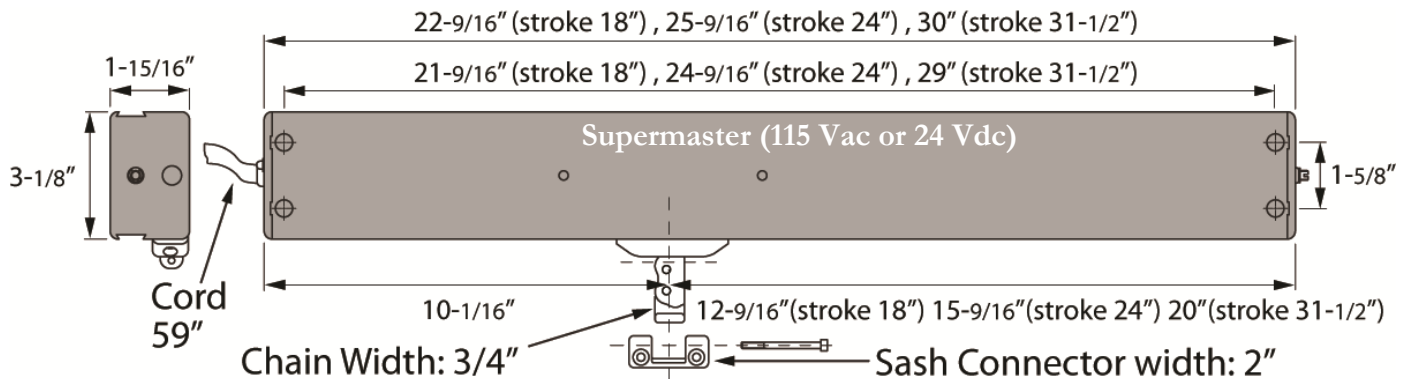 22-9/16” (stroke 18”) , 25-9/16” (stroke 24”) , 30” (stroke 31-1/2”)
1-15/16”
21-9/16” (stroke 18”) , 24-9/16” (stroke 24”) , 29” (stroke 31-1/2”)
Supermaster (115 Vac or 24 Vdc)
3-1/8”
1-5/8”
Cord
59”
10-1/16”
12-9/16”(stroke 18”) 15-9/16”(stroke 24”) 20”(stroke 31-1/2”)
Chain Width: 3/4”
Sash Connector width: 2”